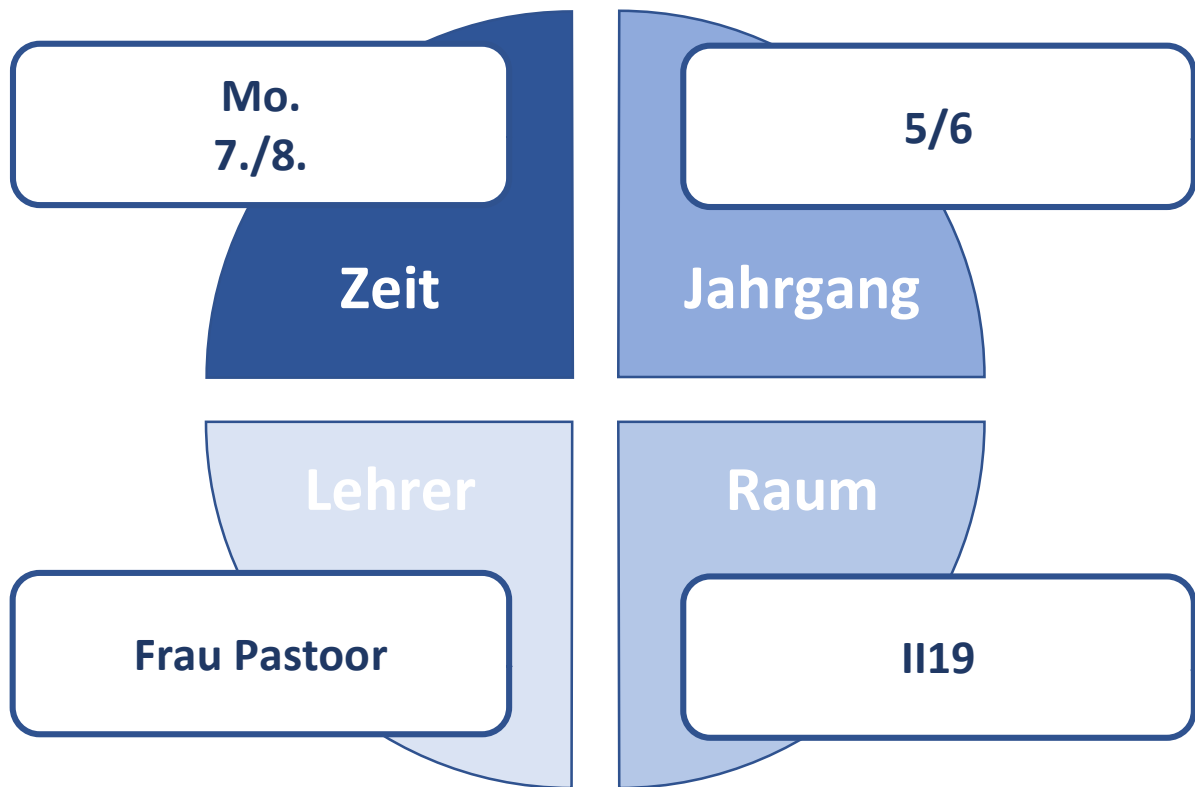 Mo.
7./8.
Zeit
5/6
Jahrgang
Lehrer
Frau Pastoor
Raum
II19